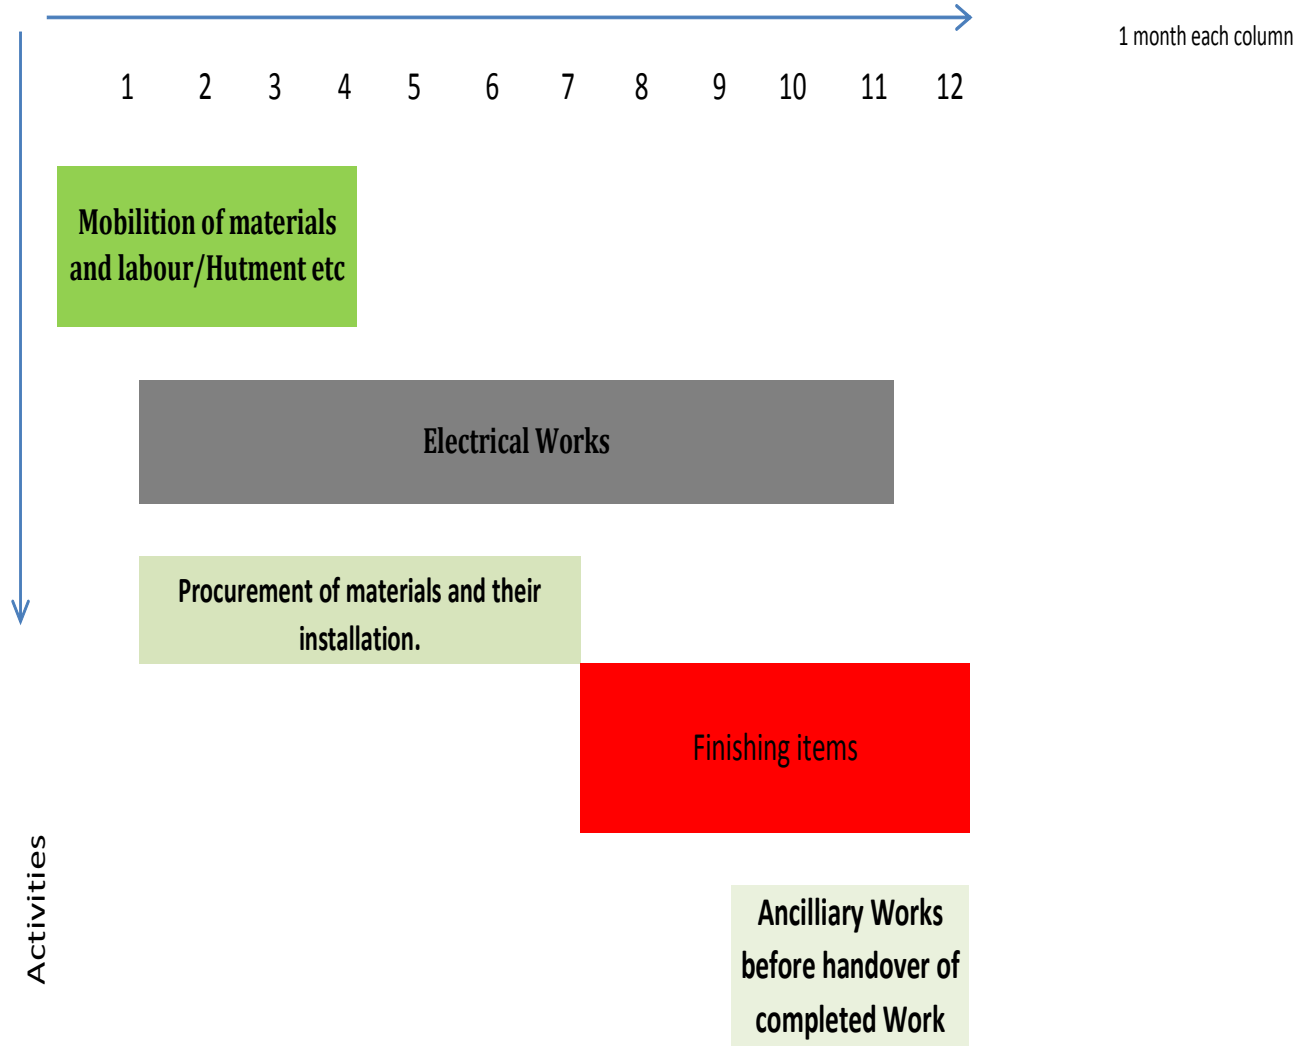 1 month each column
1 2 3 4 5 6 7 8 9 10 11 12
Mobilition of materials
and labour/Hutment etc
Electrical Works
Procurement of materials and their
installation.
Finishing items
Activities
Ancilliary Works
before handover of
completed Work